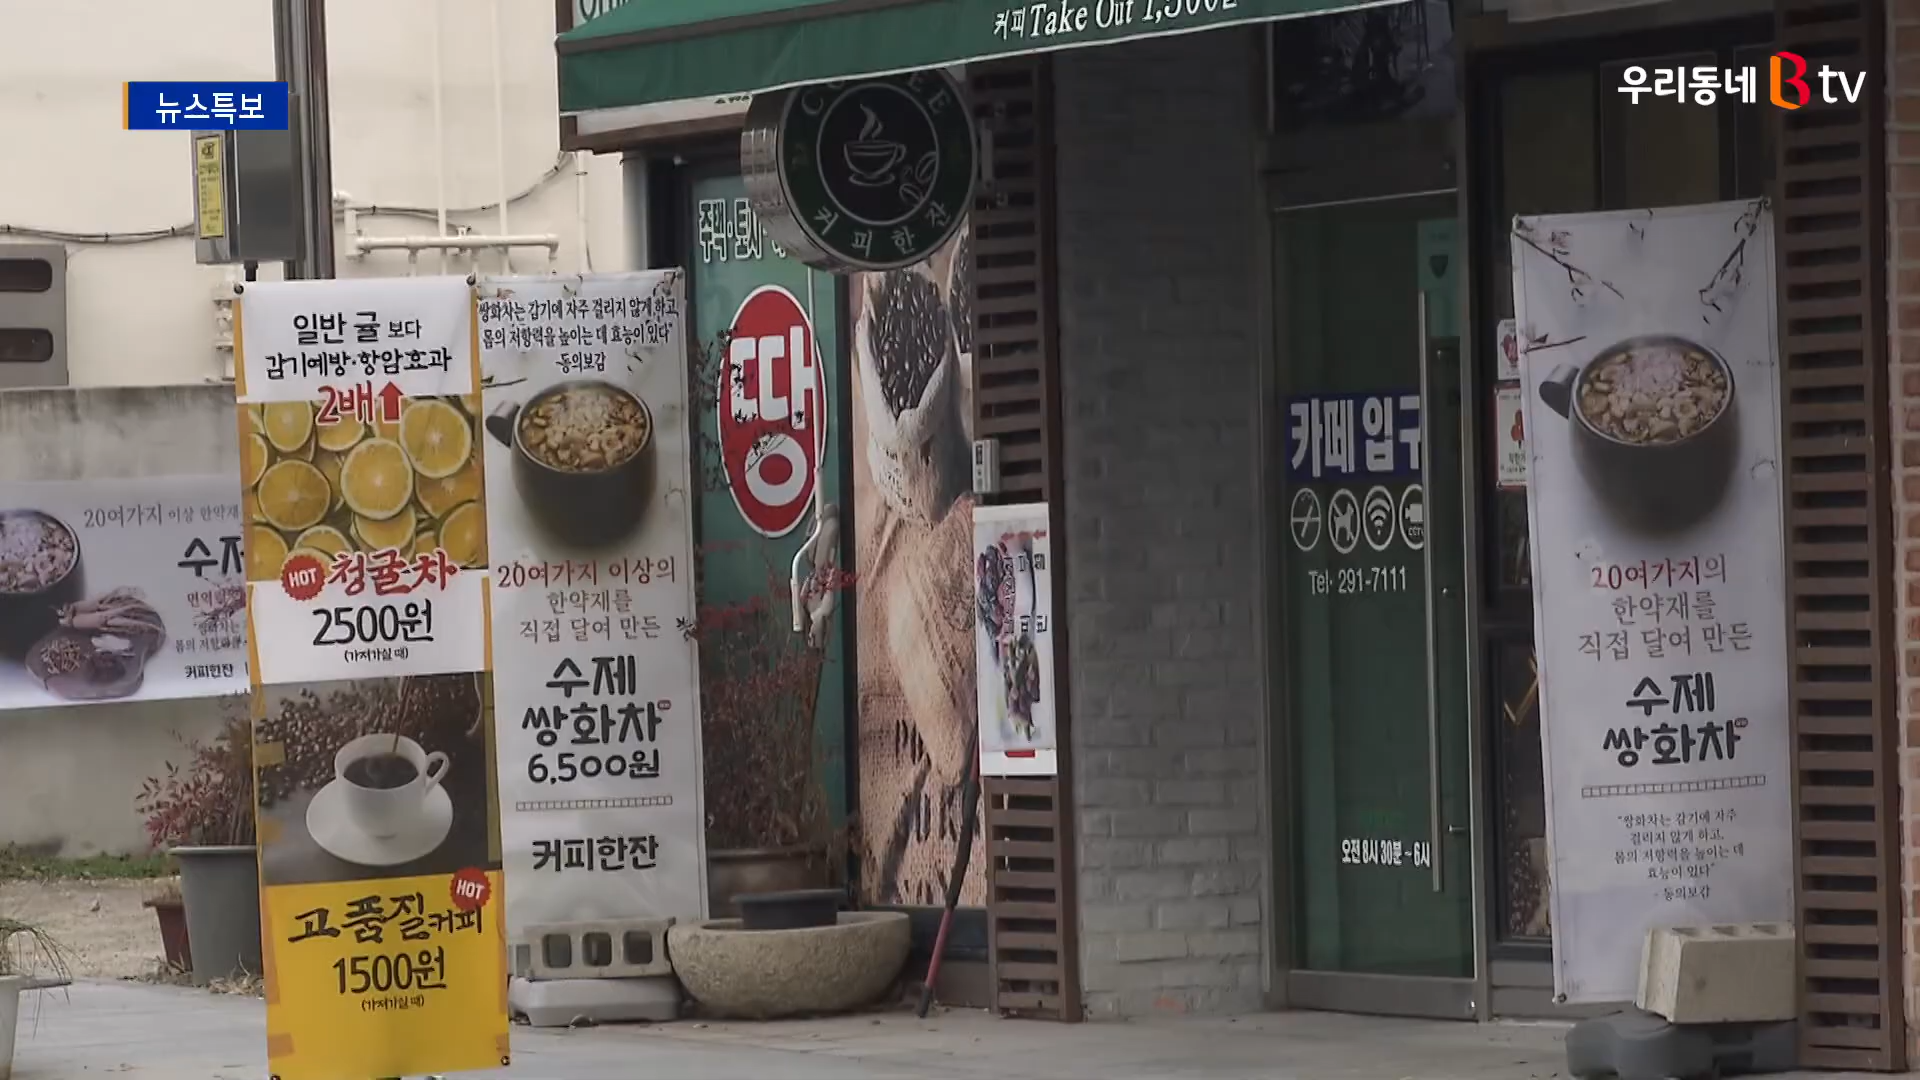 커피 Take Out
뉴스특보
우리동네 B tv
COFFEE
커피한잔
일반 귤 보다
감기예방·항암효과
2배
HOT 청귤차
2500원
(가져가실 때)
HOT
고품질커피
1500원
(가져가실 때)
쌍화차는 감기에 자주 걸리지 않게 하고,
몸의 저항력을 높이는 데 효능이 있다"
-동의보감
20여가지 이상의
한약재를
직접 달여 만든
수제
쌍화차
6,500원
커피한잔
20여가지 이상 한약재
수제
커피한잔
땅
카페 입구
Tel· 291-7111
오전 8시 30분 ~ 6시
20여가지의
한약재를
직접 달여 만든
수제
쌍화차
"쌍화차는 감기에 자주
걸리지 않게 하고,
몸의 저항력을 높이는 데
효능이 있다"
- 동의보감